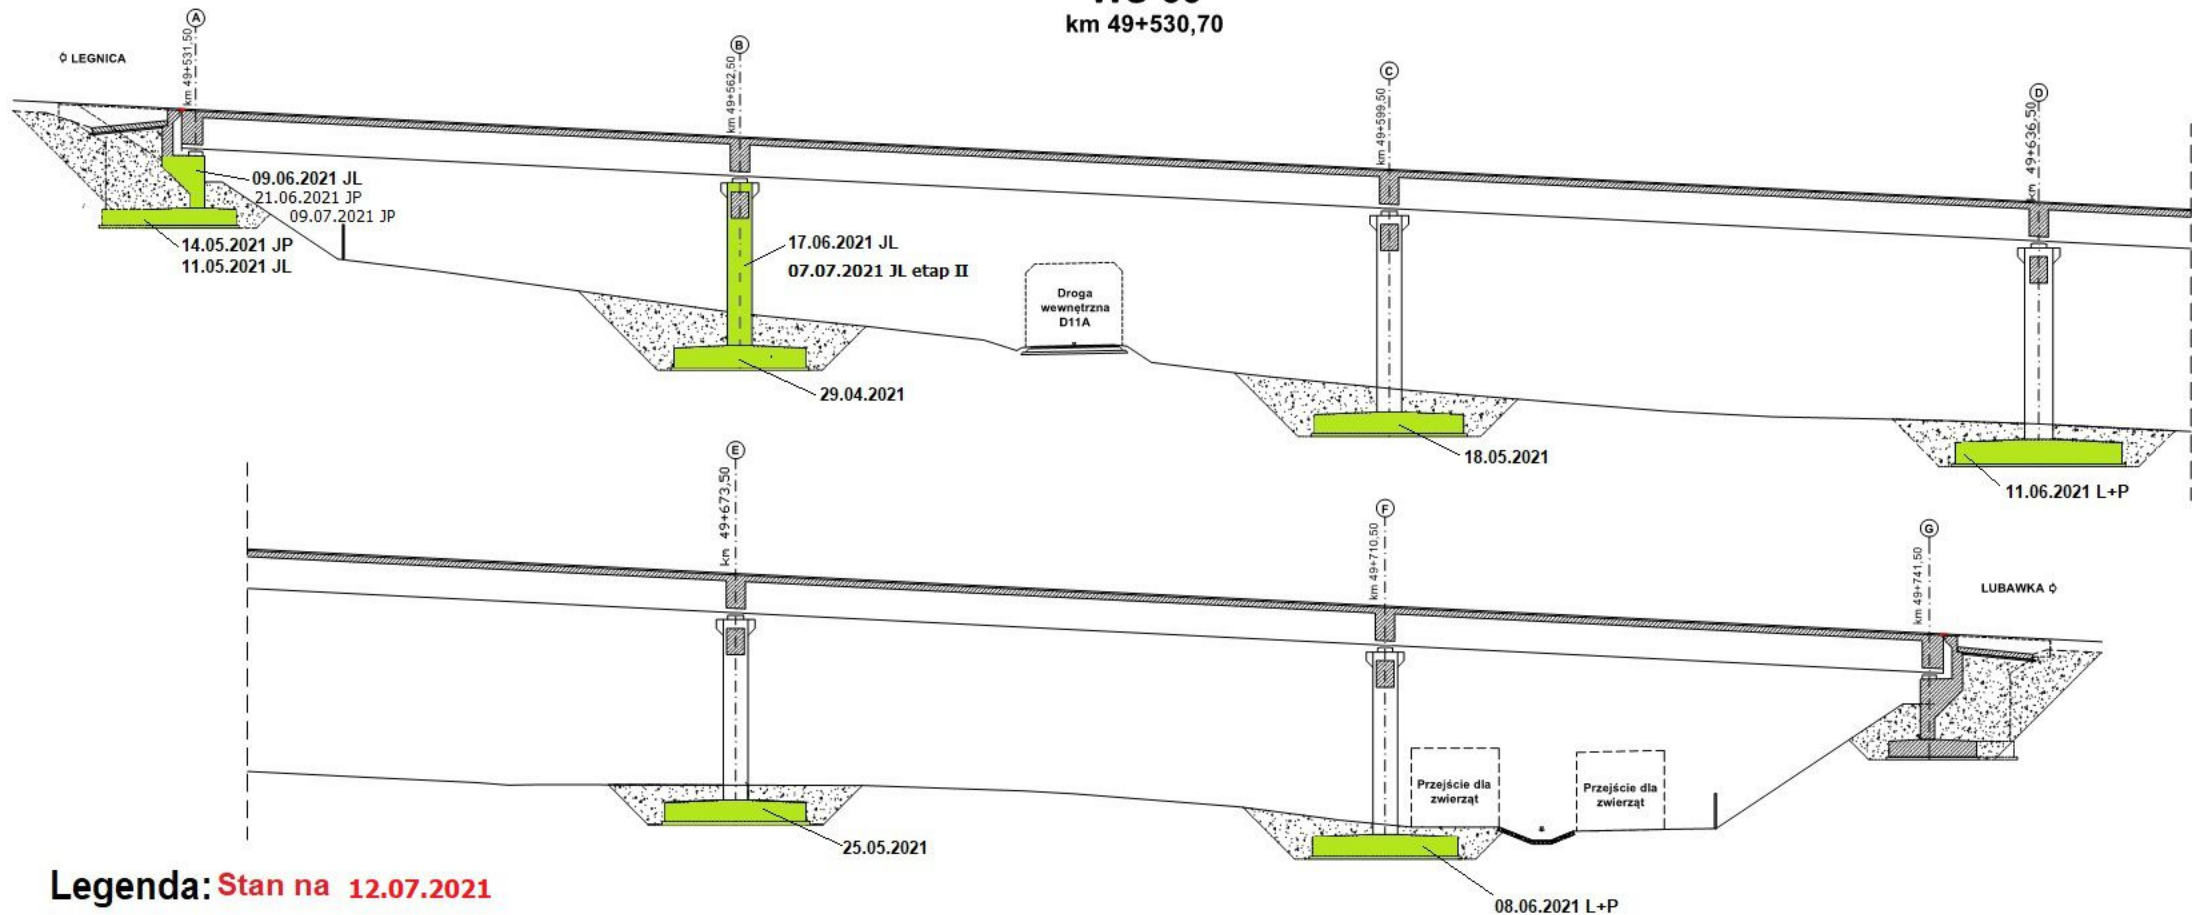 km 49+530,70
A
km 49+531,50
LEGNICA
B
km 49+562,50
C
km 49+599,50
D
km 49+636,50
09.06.2021 JL
21.06.2021 JP
09.07.2021 JP
14.05.2021 JP
11.05.2021 JL
17.06.2021 JL
07.07.2021 JL etap II
Droga
wewnętrzna
D11A
29.04.2021
18.05.2021
11.06.2021 L+P
E
km 49+673,50
F
km 49+710,50
G
km 49+741,50
LUBAWKA
Przejście dla
zwierząt
Przejście dla
zwierząt
25.05.2021
08.06.2021 L+P
Legenda: Stan na 12.07.2021